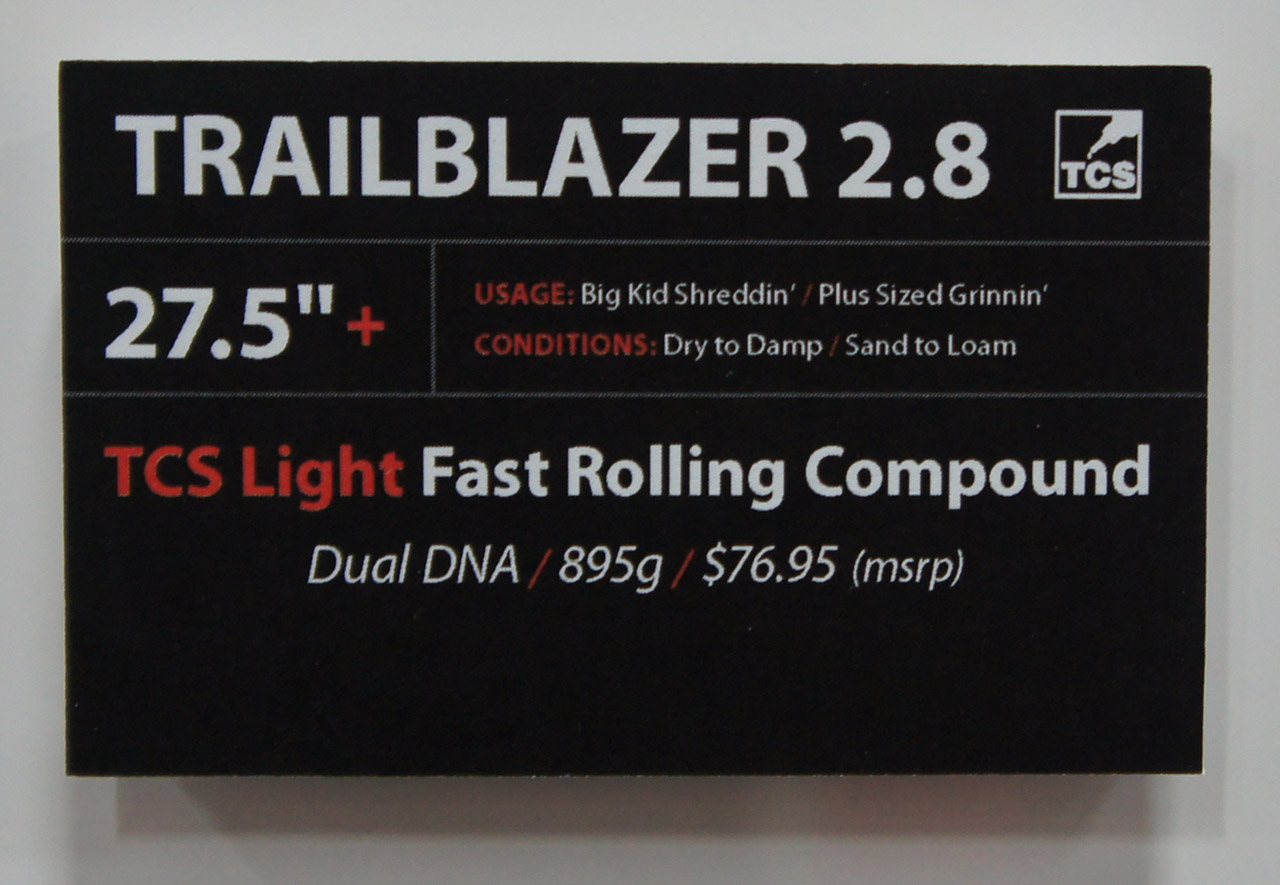 TRAILBLAZER 2.8
TCS
27.5"+
USAGE: Big Kid Shreddin' / Plus Sized Grinnin'
CONDITIONS: Dry to Damp / Sand to Loam
TCS Light Fast Rolling Compound
Dual DNA / 895g / $76.95 (msrp)